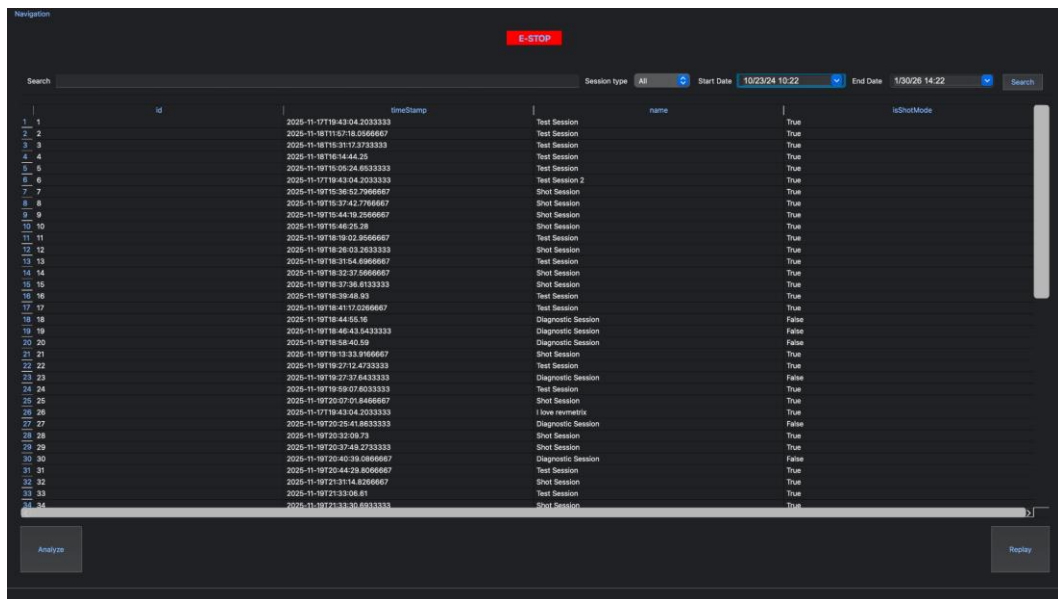 Navigation
E-STOP
Search Session type All Start Date 10/23/24 10:22 End Date 1/30/26 14:22 Search
id timeStamp name isShotMode
1 1 2025-11-17T19:43:04.2033333 Test Session True
2 2 2025-11-18T11:57:18.0566667 Test Session True
3 3 2025-11-18T15:31:17.3733333 Test Session True
4 4 2025-11-18T16:14:44.25 Test Session True
5 5 2025-11-19T15:05:24.6533333 Test Session True
6 6 2025-11-17T19:43:04.2033333 Test Session 2 True
7 7 2025-11-19T15:36:52.7966667 Shot Session True
8 8 2025-11-19T15:37:42.7766667 Shot Session True
9 9 2025-11-19T15:44:19.2566667 Shot Session True
10 10 2025-11-19T15:46:25.28 Shot Session True
11 11 2025-11-19T18:19:02.9566667 Test Session True
12 12 2025-11-19T18:26:03.2633333 Shot Session True
13 13 2025-11-19T18:31:54.6966667 Test Session True
14 14 2025-11-19T18:32:37.5666667 Shot Session True
15 15 2025-11-19T18:37:36.6133333 Shot Session True
16 16 2025-11-19T18:39:48.93 Test Session True
17 17 2025-11-19T18:41:17.0266667 Test Session True
18 18 2025-11-19T18:44:55.16 Diagnostic Session False
19 19 2025-11-19T18:46:43.5433333 Diagnostic Session False
20 20 2025-11-19T18:58:40.59 Diagnostic Session False
21 21 2025-11-19T19:13:33.9166667 Shot Session True
22 22 2025-11-19T19:27:12.4733333 Test Session True
23 23 2025-11-19T19:27:37.6433333 Diagnostic Session False
24 24 2025-11-19T19:59:07.6033333 Test Session True
25 25 2025-11-19T20:07:01.8466667 Shot Session True
26 26 2025-11-17T19:43:04.2033333 I love revmetrix True
27 27 2025-11-19T20:25:41.8633333 Diagnostic Session False
28 28 2025-11-19T20:32:09.73 Shot Session True
29 29 2025-11-19T20:37:49.2733333 Shot Session True
30 30 2025-11-19T20:40:39.0866667 Diagnostic Session False
31 31 2025-11-19T20:44:29.8066667 Test Session True
32 32 2025-11-19T21:31:14.8266667 Shot Session True
33 33 2025-11-19T21:33:06.61 Test Session True
34 34 2025-11-19T21:33:30.6933333 Shot Session True
Analyze Replay